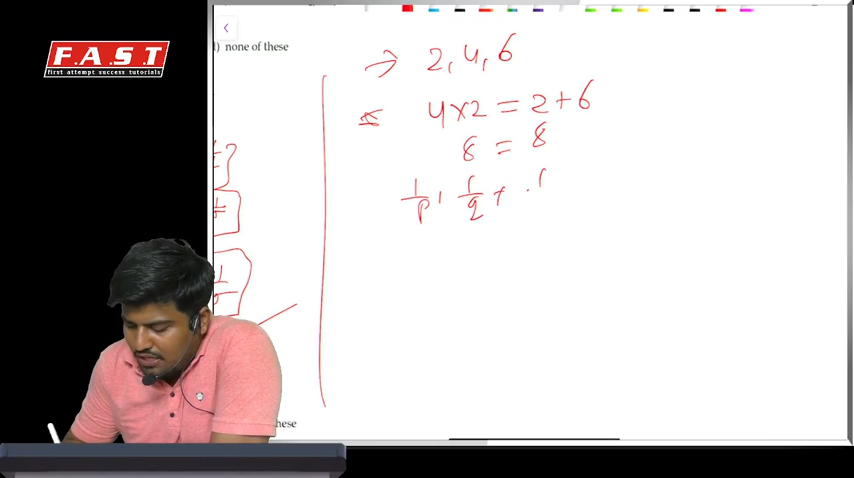 F.A.S.T
first attempt success tutorials
d) none of these
→ 2, 4, 6
4×2 = 2+6
8 = 8
1/p, 1/q +
these